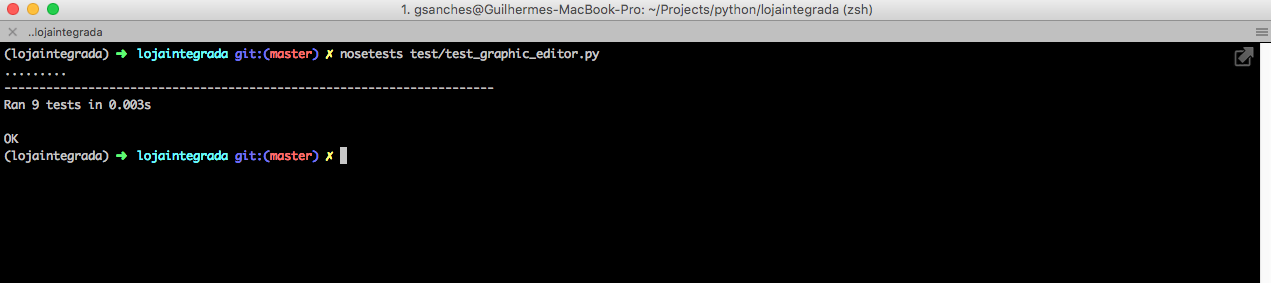 1. gsanches@Guilhermes-MacBook-Pro: ~/Projects/python/lojaintegrada (zsh)
..lojaintegrada
(lojaintegrada) ➜ lojaintegrada git:(master) ✗ nosetests test/test_graphic_editor.py
.........
----------------------------------------------------------------------
Ran 9 tests in 0.003s
OK
(lojaintegrada) ➜ lojaintegrada git:(master) ✗